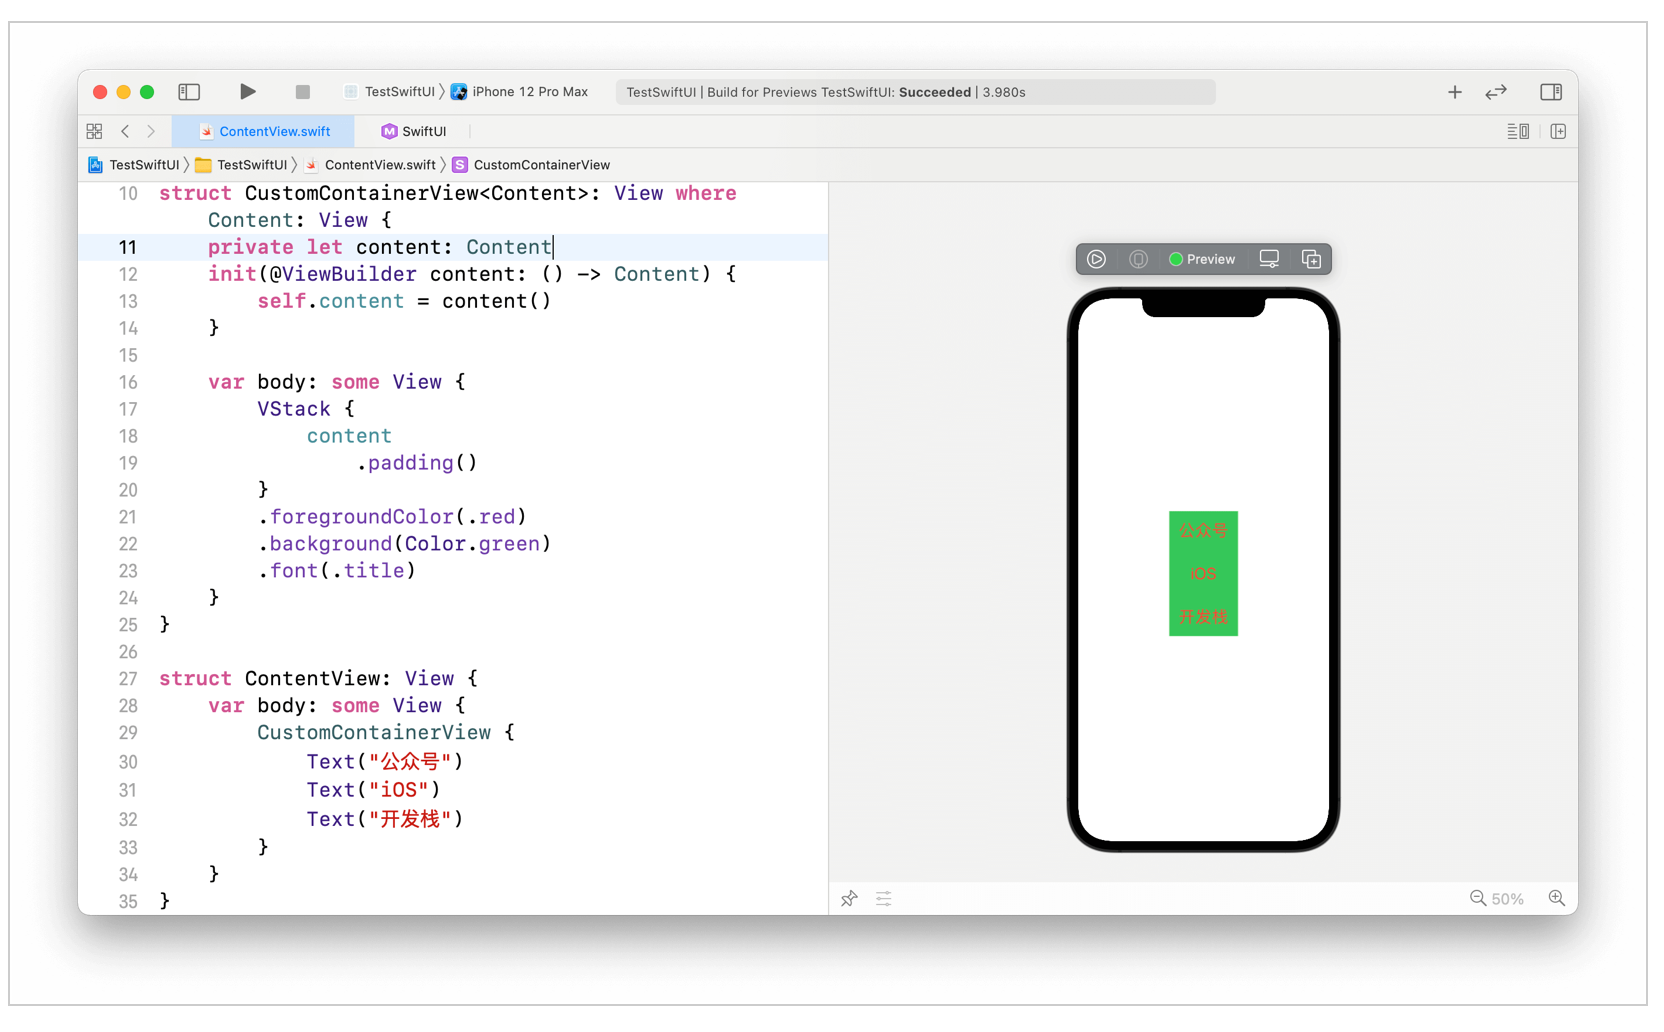 TestSwiftUI 〉 iPhone 12 Pro Max
TestSwiftUI | Build for Previews TestSwiftUI: Succeeded | 3.980s
ContentView.swift
SwiftUI
TestSwiftUI 〉 TestSwiftUI 〉 ContentView.swift 〉 S CustomContainerView
10 struct CustomContainerView<Content>: View where
Content: View {
11 private let content: Content
12 init(@ViewBuilder content: () -> Content) {
13 self.content = content()
14 }
15
16 var body: some View {
17 VStack {
18 content
19 .padding()
20 }
21 .foregroundColor(.red)
22 .background(Color.green)
23 .font(.title)
24 }
25 }
26
27 struct ContentView: View {
28 var body: some View {
29 CustomContainerView {
30 Text("公众号")
31 Text("iOS")
32 Text("开发栈")
33 }
34 }
35 }
Preview
公众号
iOS
开发栈
50%